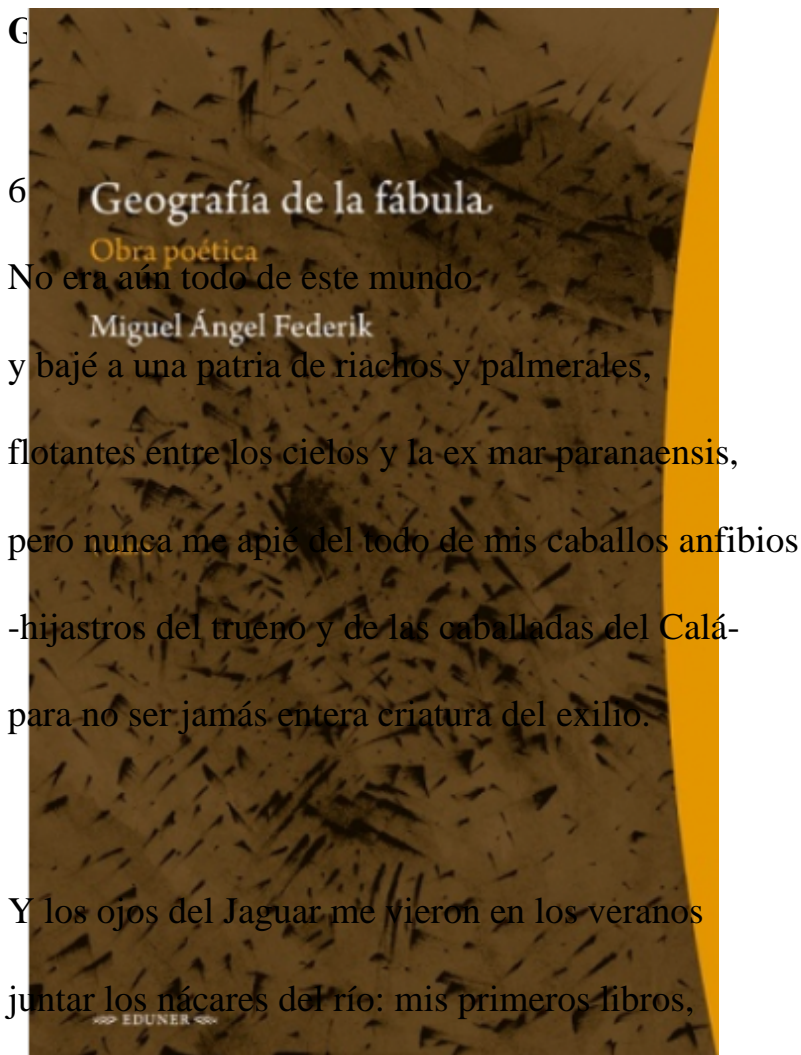 G
6
Geografía de la fábula
Obra poética
No era aún todo de este mundo
Miguel Ángel Federik
y bajé a una patria de riachos y palmerales,
flotantes entre los cielos y la ex mar paranaensis,
pero nunca me apié del todo de mis caballos anfibios
-hijastros del trueno y de las caballadas del Calá-
para no ser jamás entera criatura del exilio.
Y los ojos del Jaguar me vieron en los veranos
juntar los nácares del río: mis primeros libros,
EDUNER